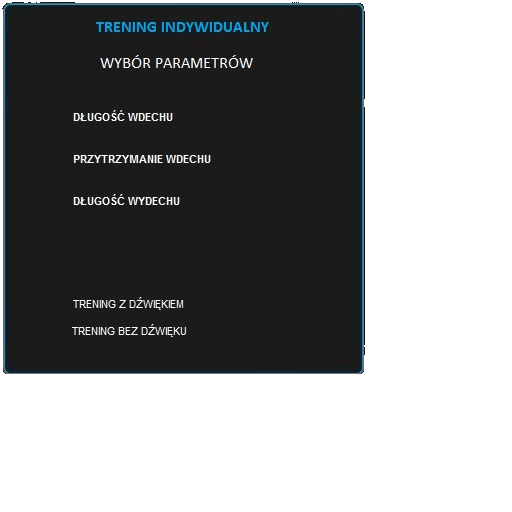 TRENING INDYWIDUALNY
WYBÓR PARAMETRÓW
DŁUGOŚĆ WDECHU
PRZYTRZYMANIE WDECHU
DŁUGOŚĆ WYDECHU
TRENING Z DŹWIĘKIEM
TRENING BEZ DŹWIĘKU